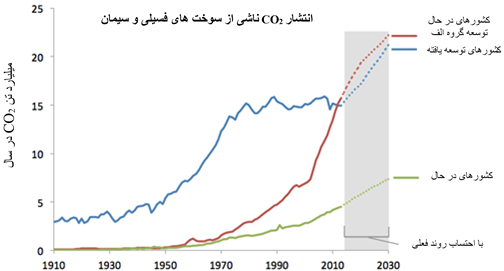 انتشار CO₂ ناشی از سوخت های فسیلی و سیمان
میلیارد تن CO₂ در سال
25
20
15
10
5
0
1910
1930
1950
1970
1990
2010
2030
کشورهای در حال
توسعه گروه الف
کشورهای توسعه یافته
کشورهای در حال
با احتساب روند فعلی